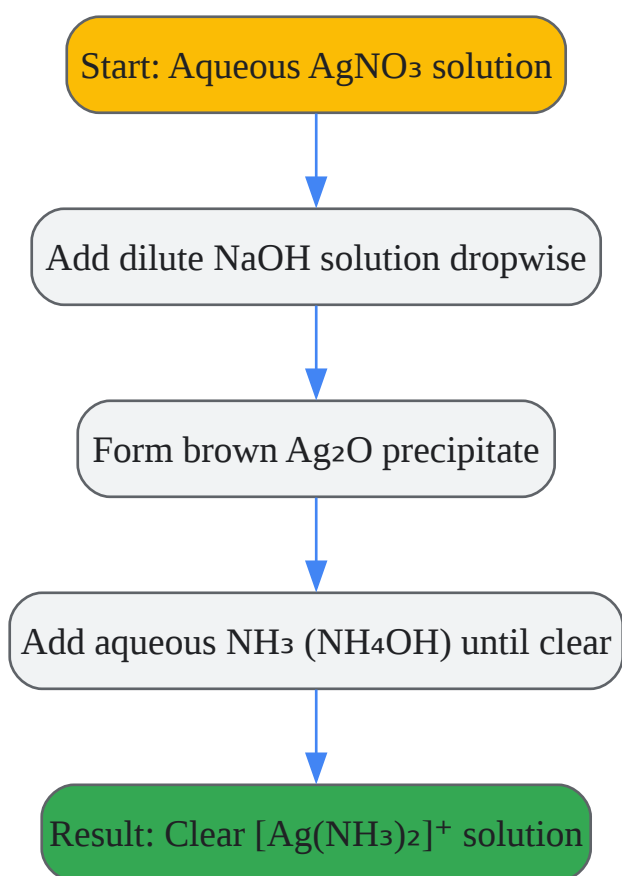 Start: Aqueous AgNO₃ solution
Add dilute NaOH solution dropwise
Form brown Ag₂O precipitate
Add aqueous NH₃ (NH₄OH) until clear
Result: Clear [Ag(NH₃)₂]⁺ solution